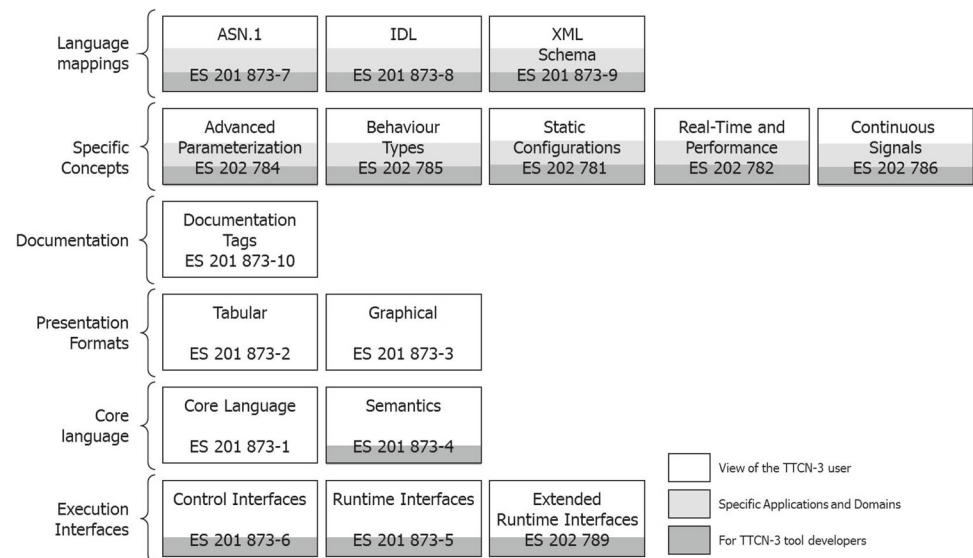 Language
mappings
ASN.1
ES 201 873-7
IDL
ES 201 873-8
XML
Schema
ES 201 873-9
Specific
Concepts
Advanced
Parameterization
ES 202 784
Behaviour
Types
ES 202 785
Static
Configurations
ES 202 781
Real-Time and
Performance
ES 202 782
Continuous
Signals
ES 202 786
Documentation
Documentation
Tags
ES 201 873-10
Presentation
Formats
Tabular
ES 201 873-2
Graphical
ES 201 873-3
Core
language
Core Language
ES 201 873-1
Semantics
ES 201 873-4
Execution
Interfaces
Control Interfaces
ES 201 873-6
Runtime Interfaces
ES 201 873-5
Extended
Runtime Interfaces
ES 202 789
View of the TTCN-3 user
Specific Applications and Domains
For TTCN-3 tool developers